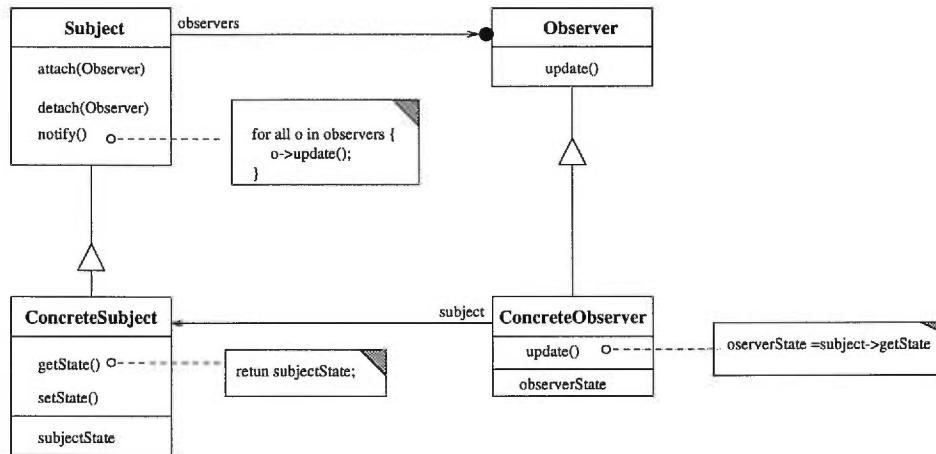 Subject
observers
Observer
attach(Observer)
detach(Observer)
notify()
update()
for all o in observers {
o->update();
}
ConcreteSubject
subject
ConcreteObserver
getState()
setState()
subjectState
retun subjectState;
update()
observerState
oserverState =subject->getState